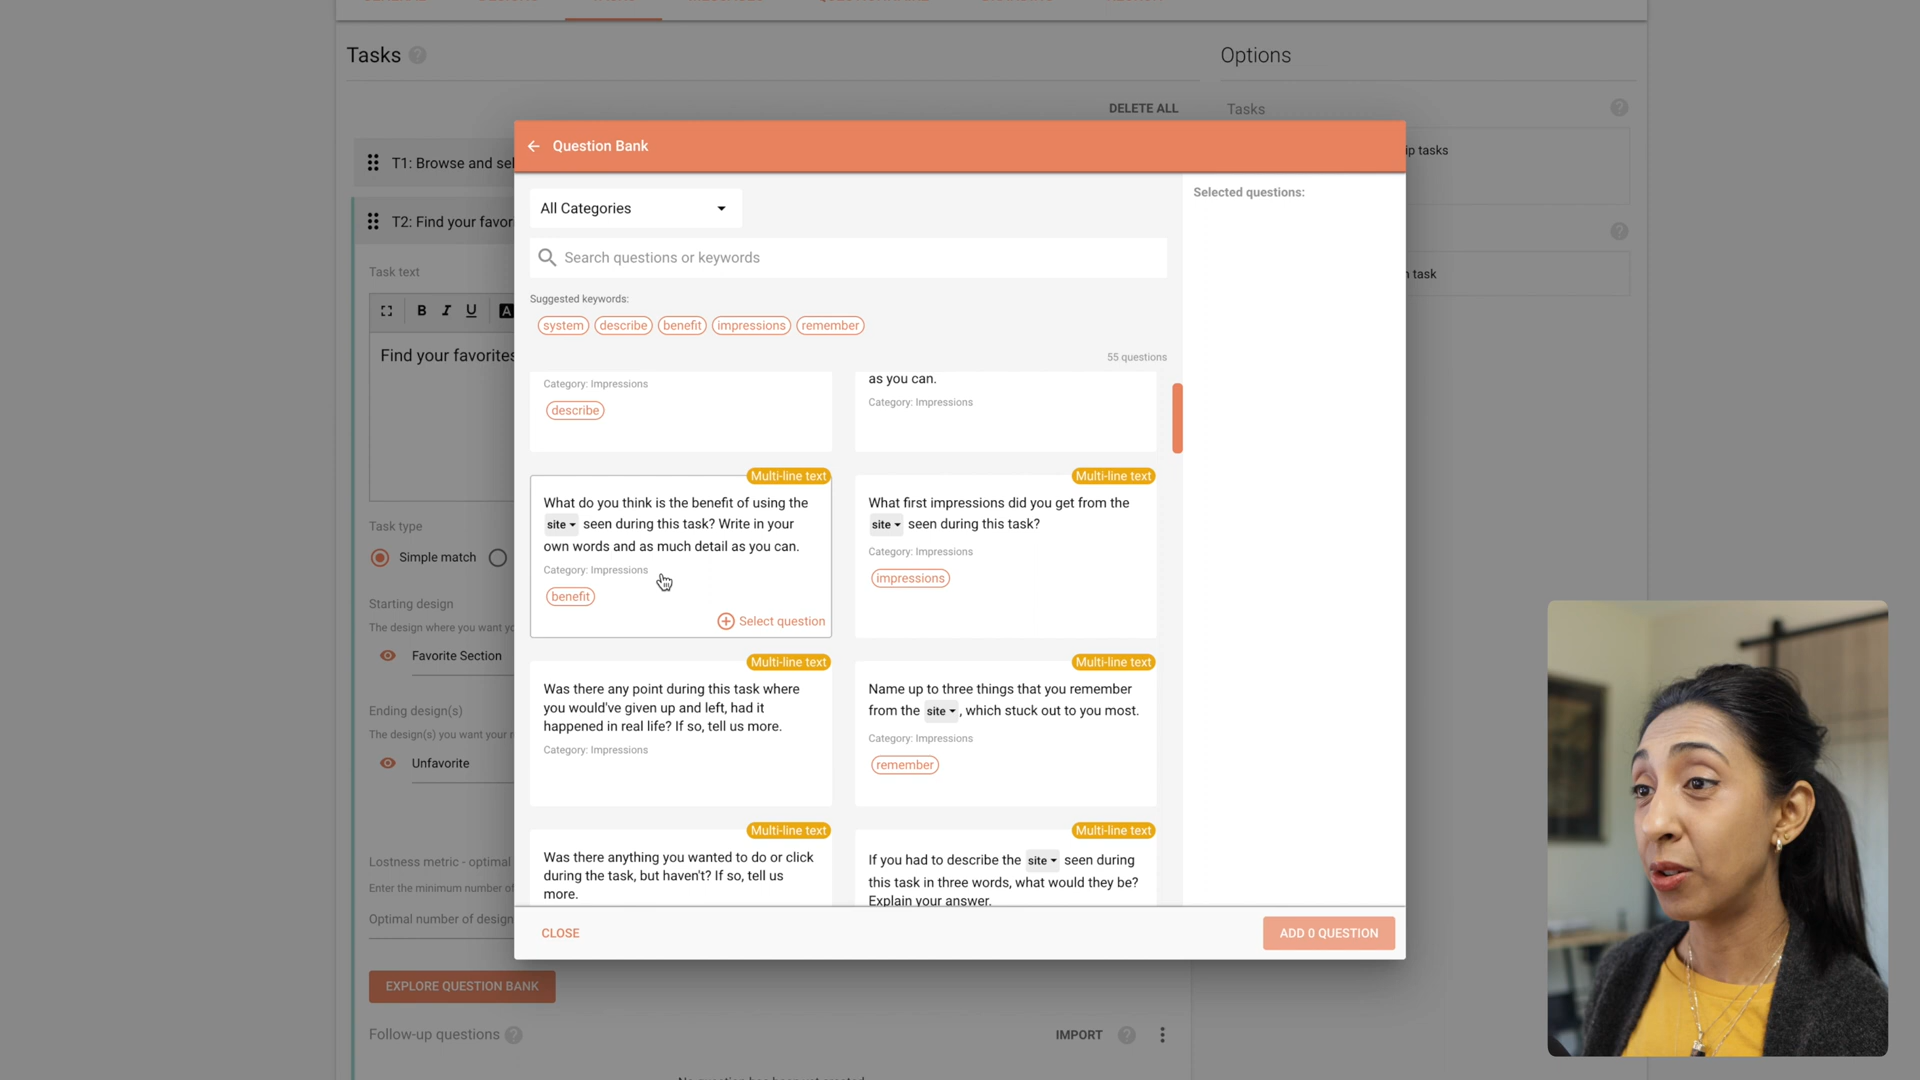 Tasks
Options
DELETE ALL
Tasks
T1: Browse and sel
ip tasks
T2: Find your favor
n task
Task text
B I U A
Find your favorites
Task type
Simple match
Starting design
The design where you want yo
Favorite Section
Ending design(s)
The design(s) you want your r
Unfavorite
Lostness metric - optimal
Enter the minimum number of
Optimal number of design
EXPLORE QUESTION BANK
Follow-up questions
IMPORT
Question Bank
All Categories
Search questions or keywords
Suggested keywords:
system describe benefit impressions remember
55 questions
Selected questions:
Category: Impressions
describe
as you can.
Category: Impressions
Multi-line text
What do you think is the benefit of using the
site seen during this task? Write in your
own words and as much detail as you can.
Category: Impressions
benefit
Select question
Multi-line text
What first impressions did you get from the
site seen during this task?
Category: Impressions
impressions
Multi-line text
Was there any point during this task where
you would've given up and left, had it
happened in real life? If so, tell us more.
Category: Impressions
Multi-line text
Name up to three things that you remember
from the site, which stuck out to you most.
Category: Impressions
remember
Multi-line text
Was there anything you wanted to do or click
during the task, but haven't? If so, tell us
more.
Multi-line text
If you had to describe the site seen during
this task in three words, what would they be?
Explain your answer.
CLOSE
ADD 0 QUESTION